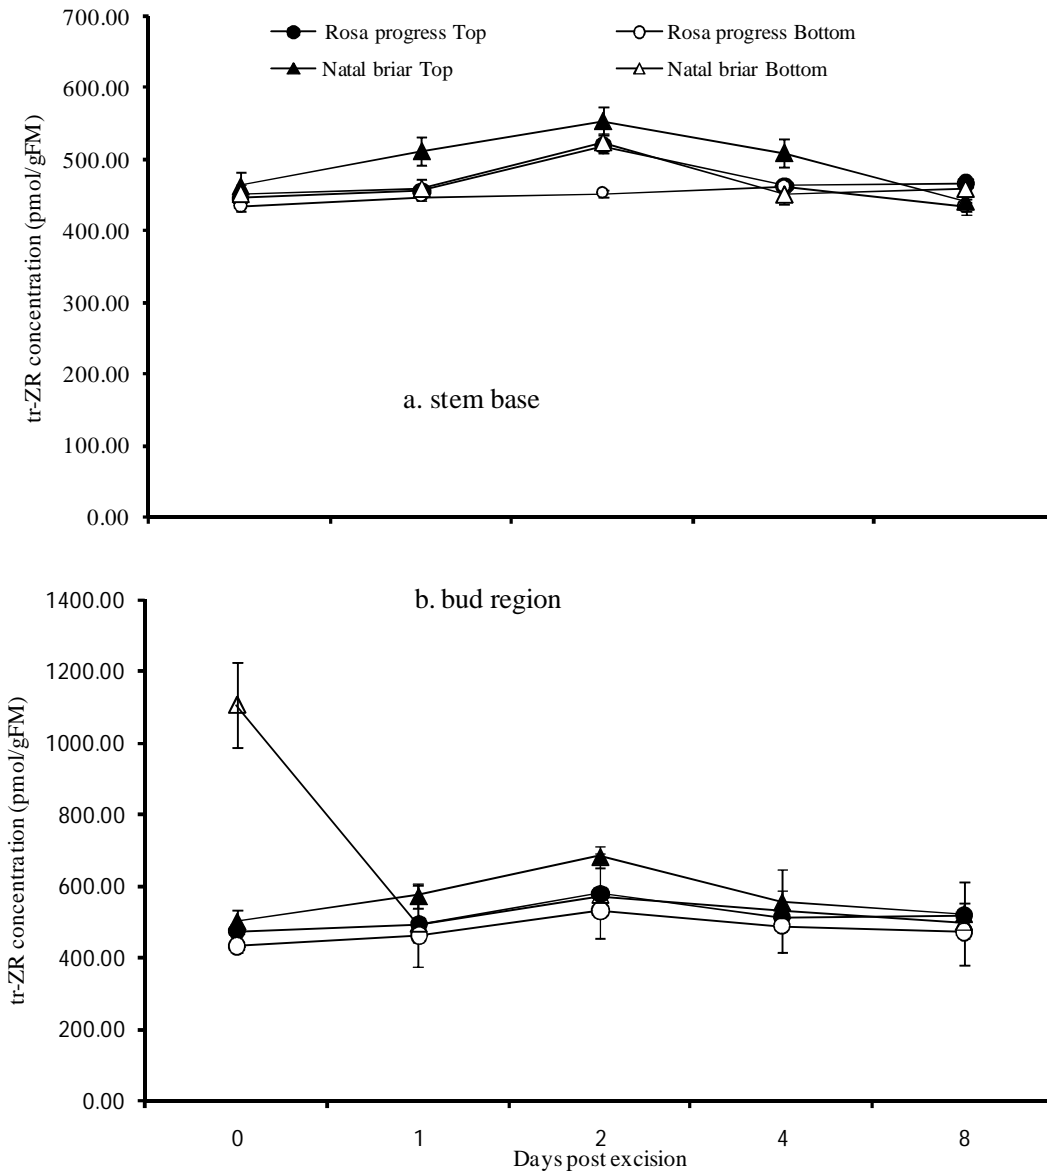 700.00
Rosa progress Top
Rosa progress Bottom
Natal briar Top
Natal briar Bottom
600.00
500.00
400.00
300.00
200.00
100.00
0.00
tr-ZR concentration (pmol/gFM)
a. stem base
b. bud region
1400.00
1200.00
1000.00
800.00
600.00
400.00
200.00
0.00
tr-ZR concentration (pmol/gFM)
0 1 2 4 8
Days post excision